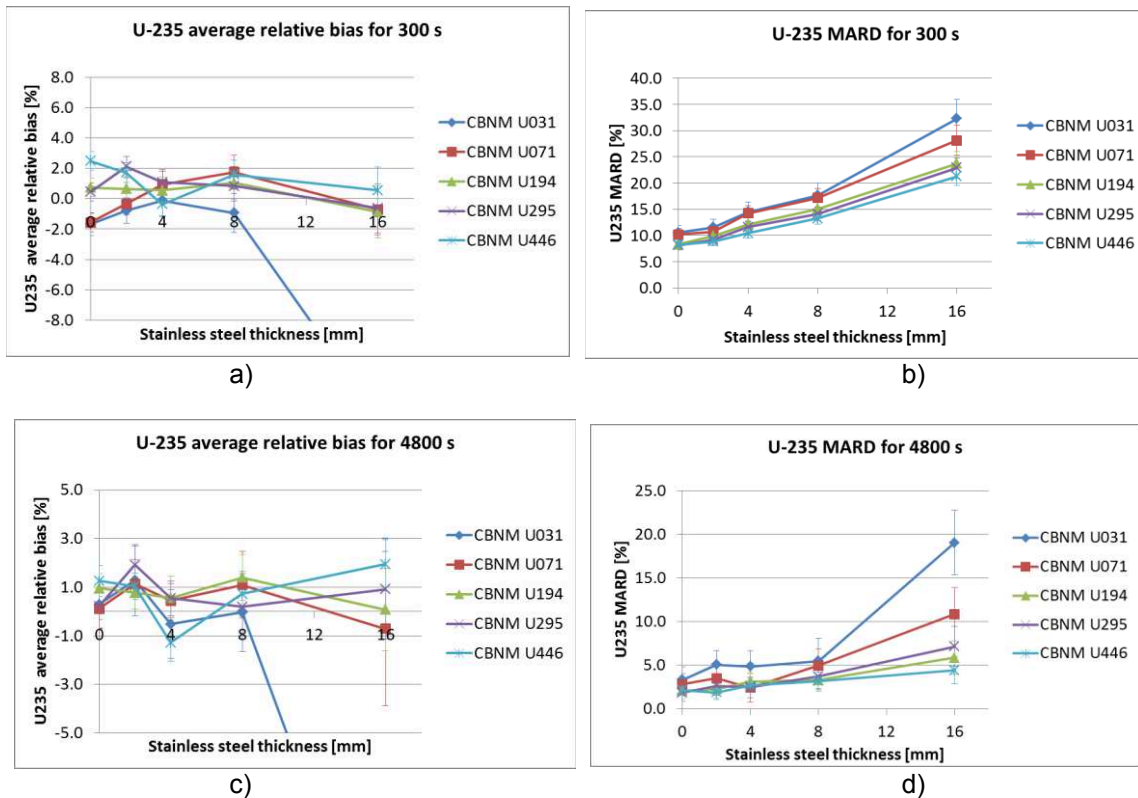 U-235 average relative bias for 300 s
U235 average relative bias [%]
8.0
6.0
4.0
2.0
0.0
-2.0
-4.0
-6.0
-8.0
0 4 8 12 16
Stainless steel thickness [mm]
CBNM U031
CBNM U071
CBNM U194
CBNM U295
CBNM U446
a)
U-235 MARD for 300 s
U235 MARD [%]
40.0
35.0
30.0
25.0
20.0
15.0
10.0
5.0
0.0
0 4 8 12 16
Stainless steel thickness [mm]
CBNM U031
CBNM U071
CBNM U194
CBNM U295
CBNM U446
b)
U-235 average relative bias for 4800 s
U235 average relative bias [%]
5.0
3.0
1.0
-1.0
-3.0
-5.0
0 4 8 12 16
Stainless steel thickness [mm]
CBNM U031
CBNM U071
CBNM U194
CBNM U295
CBNM U446
c)
U-235 MARD for 4800 s
U235 MARD [%]
25.0
20.0
15.0
10.0
5.0
0.0
0 4 8 12 16
Stainless steel thickness [mm]
CBNM U031
CBNM U071
CBNM U194
CBNM U295
CBNM U446
d)